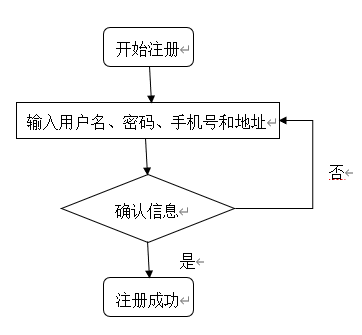 开始注册
输入用户名、密码、手机号和地址
否
确认信息
是
注册成功